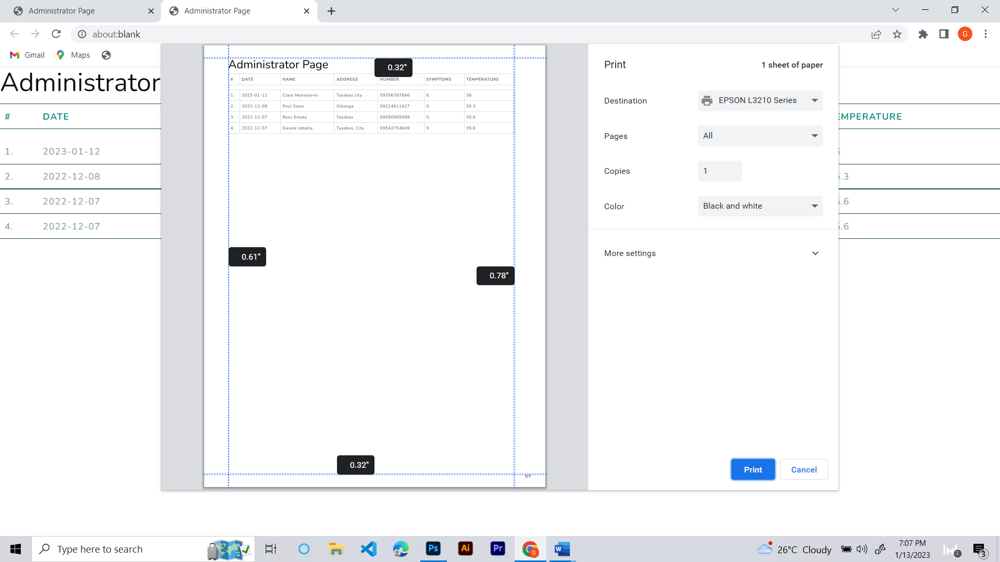 Administrator Page
Administrator Page
about:blank
G
Gmail
Maps
Administrator
# DATE
EMPERATURE
1. 2023-01-12
2. 2022-12-08
.3
3. 2022-12-07
.6
4. 2022-12-07
.6
Administrator Page
0.32"
# DATE NAME ADDRESS NUMBER SYMPTOMS TEMPERATURE
1. 2023-01-12 Clare Monasterio Tayabas city 09356797846 6 36
2. 2022-12-08 Paul Sales Gibanga 09214611427 0 35.3
3. 2022-12-07 Renz Emata Tayabas 09090909099 0 35.6
4. 2022-12-07 Gwyne Jaballa Tayabas, City 09542754649 0 35.6
0.61"
0.78"
0.32"
1/1
Print
1 sheet of paper
Destination EPSON L3210 Series
Pages All
Copies 1
Color Black and white
More settings
Print Cancel
Type here to search
Ps
Ai
Pr
G
W
26°C Cloudy
7:07 PM
1/13/2023
3
3